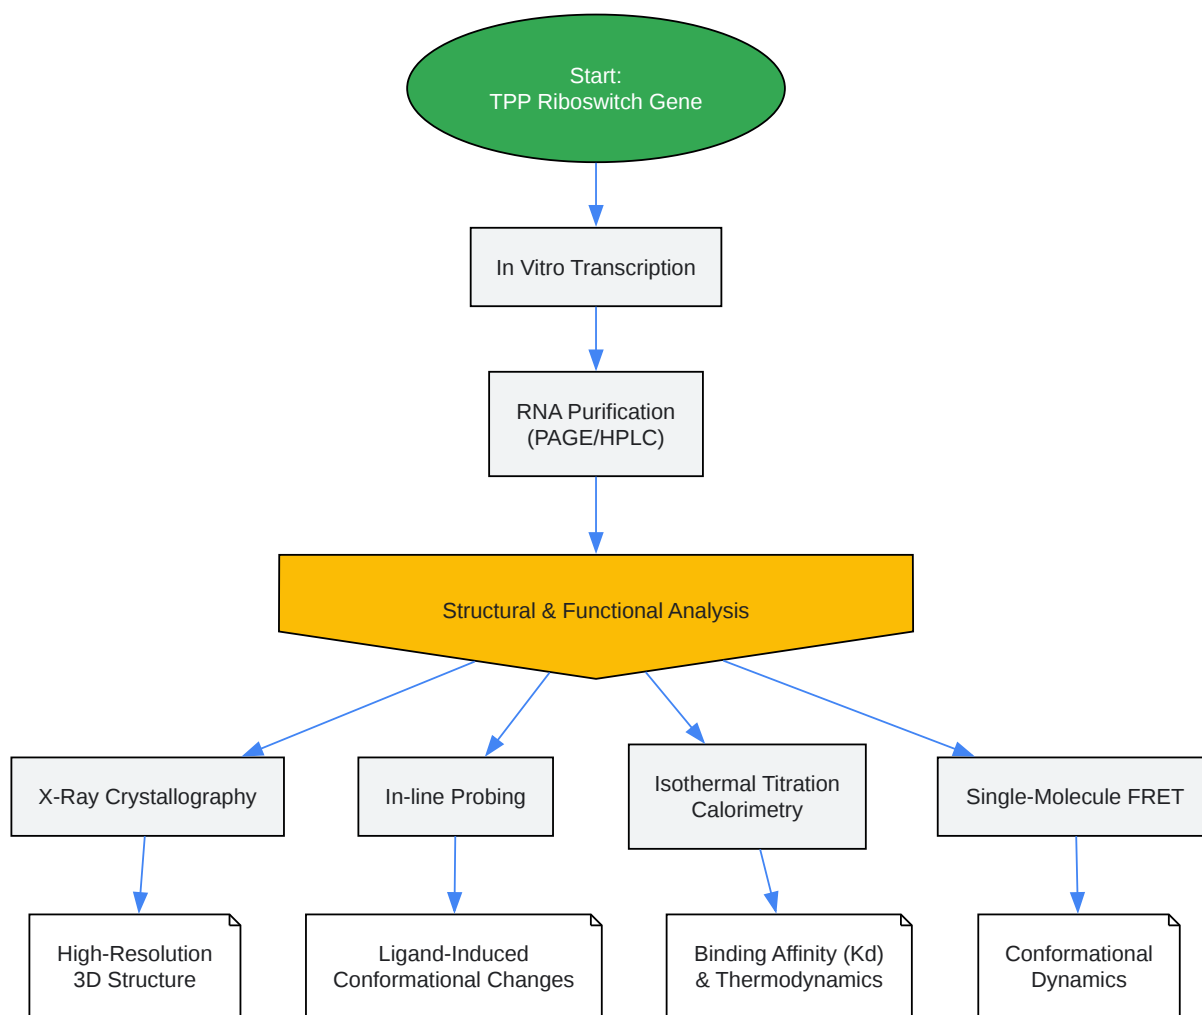 Start:
TPP Riboswitch Gene
In Vitro Transcription
RNA Purification
(PAGE/HPLC)
Structural & Functional Analysis
X-Ray Crystallography
In-line Probing
Isothermal Titration
Calorimetry
Single-Molecule FRET
High-Resolution
3D Structure
Ligand-Induced
Conformational Changes
Binding Affinity (Kd)
& Thermodynamics
Conformational
Dynamics